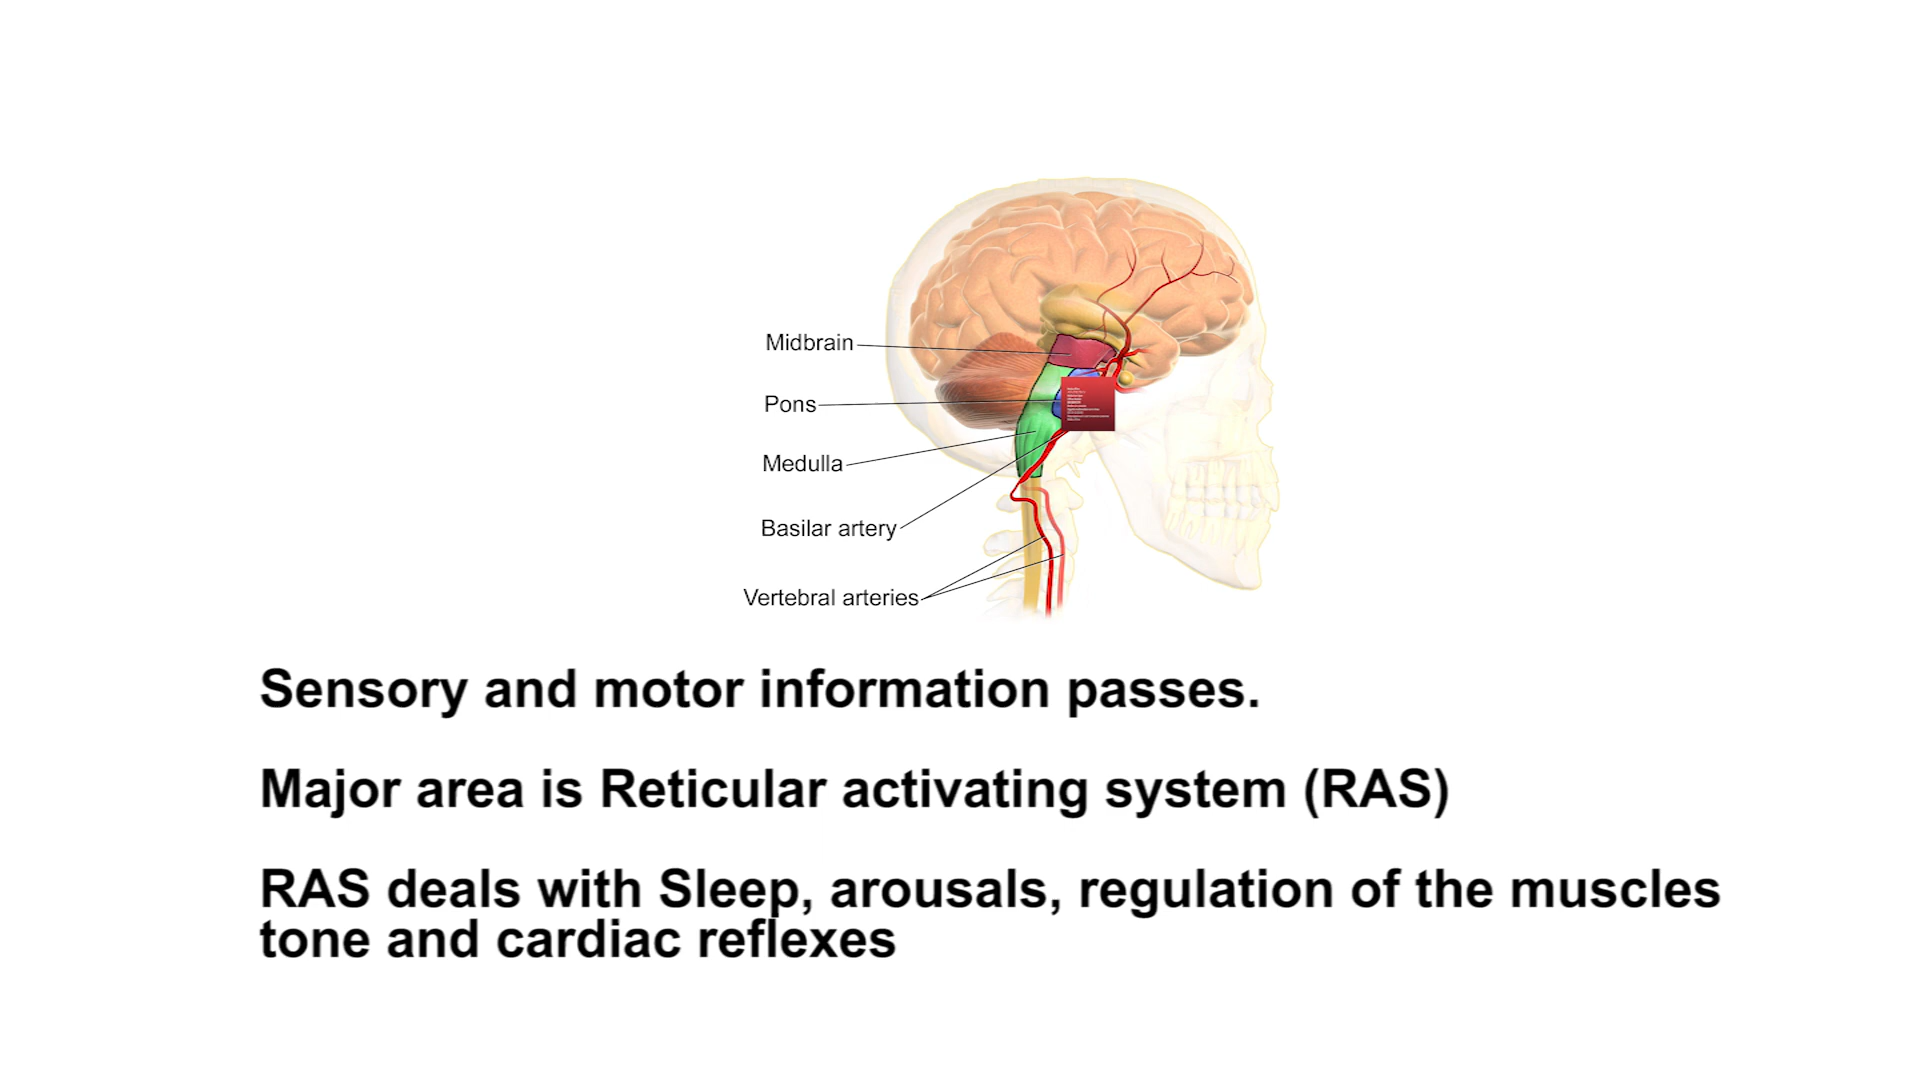 Midbrain
Pons
Medulla
Basilar artery
Vertebral arteries
Sensory and motor information passes.
Major area is Reticular activating system (RAS)
RAS deals with Sleep, arousals, regulation of the muscles
tone and cardiac reflexes